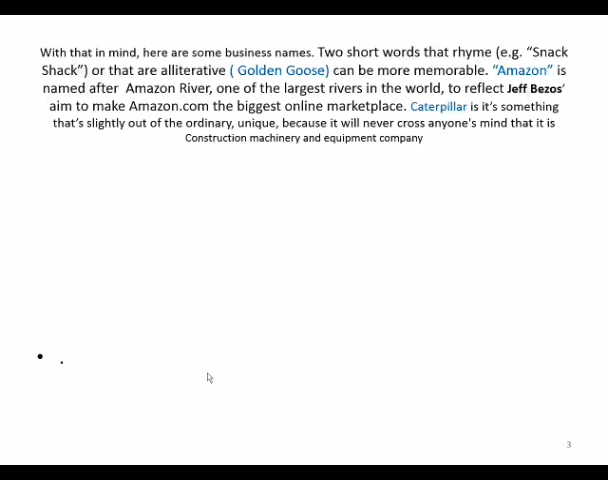 With that in mind, here are some business names. Two short words that rhyme (e.g. “Snack
Shack”) or that are alliterative ( Golden Goose) can be more memorable. “Amazon” is
named after  Amazon River, one of the largest rivers in the world, to reflect Jeff Bezos’
aim to make Amazon.com the biggest online marketplace. Caterpillar is it’s something
that’s slightly out of the ordinary, unique, because it will never cross anyone's mind that it is
Construction machinery and equipment company
• .
3